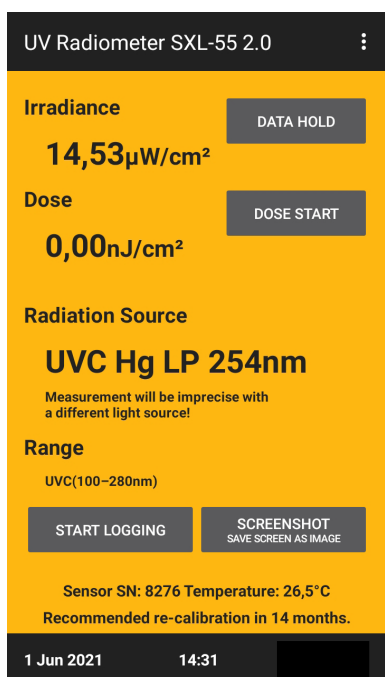 UV Radiometer SXL-55 2.0
Irradiance
DATA HOLD
14,53µW/cm²
Dose
DOSE START
0,00nJ/cm²
Radiation Source
UVC Hg LP 254nm
Measurement will be imprecise with
a different light source!
Range
UVC(100–280nm)
START LOGGING
SCREENSHOT
SAVE SCREEN AS IMAGE
Sensor SN: 8276 Temperature: 26,5°C
Recommended re-calibration in 14 months.
1 Jun 2021 14:31